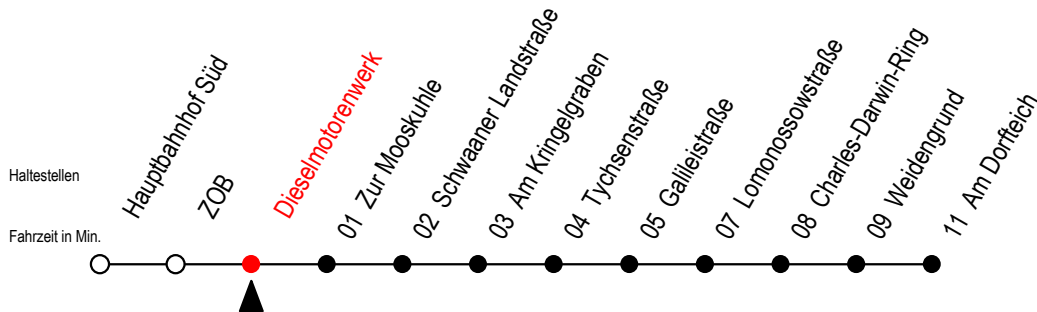 Haltestellen
Fahrzeit in Min.
Hauptbahnhof Süd
ZOB
Dieselmotorenwerk
01 Zur Mooskuhle
02 Schwaaner Landstraße
03 Am Kringelgraben
04 Tychsenstraße
05 Galileistraße
07 Lomonossowstraße
08 Charles-Darwin-Ring
09 Weidengrund
11 Am Dorfteich